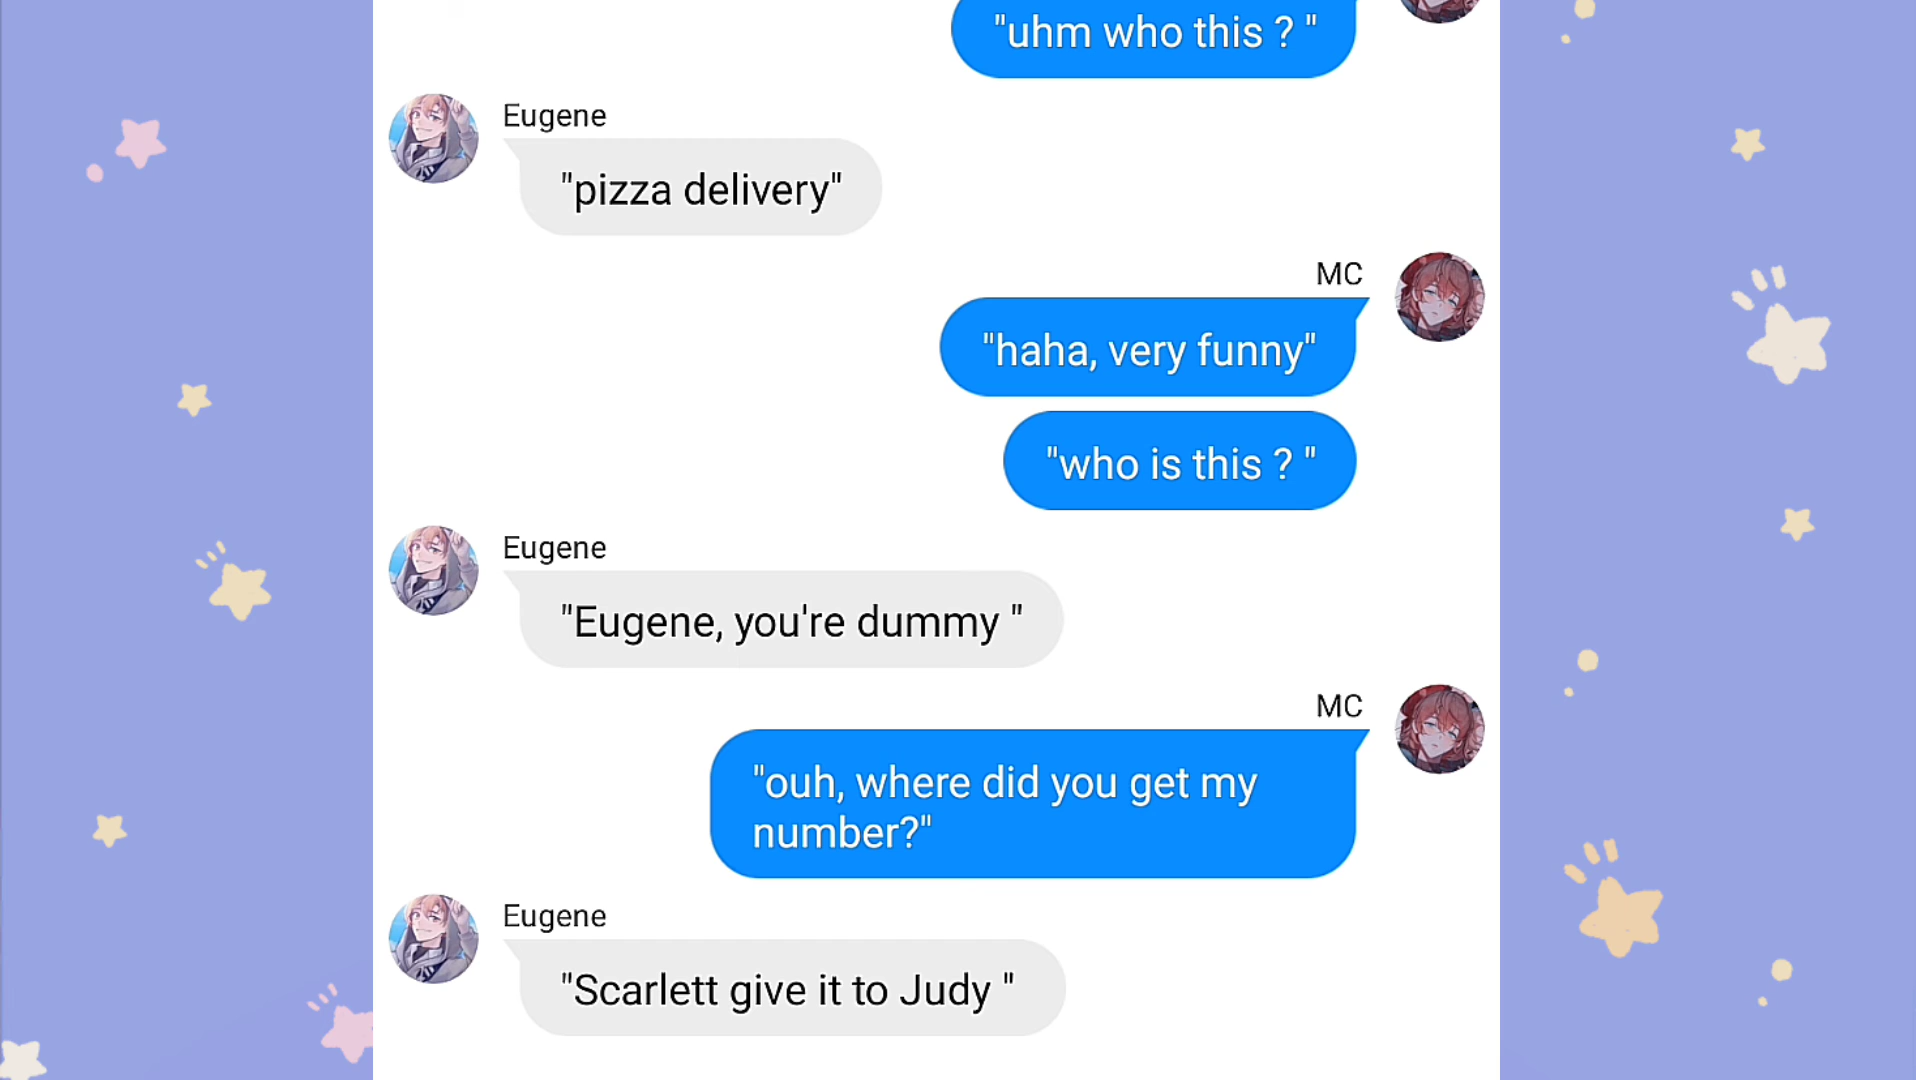 "uhm who this ? "
Eugene
"pizza delivery"
MC
"haha, very funny"
"who is this ? "
Eugene
"Eugene, you're dummy "
MC
"ouh, where did you get my
number?"
Eugene
"Scarlett give it to Judy "